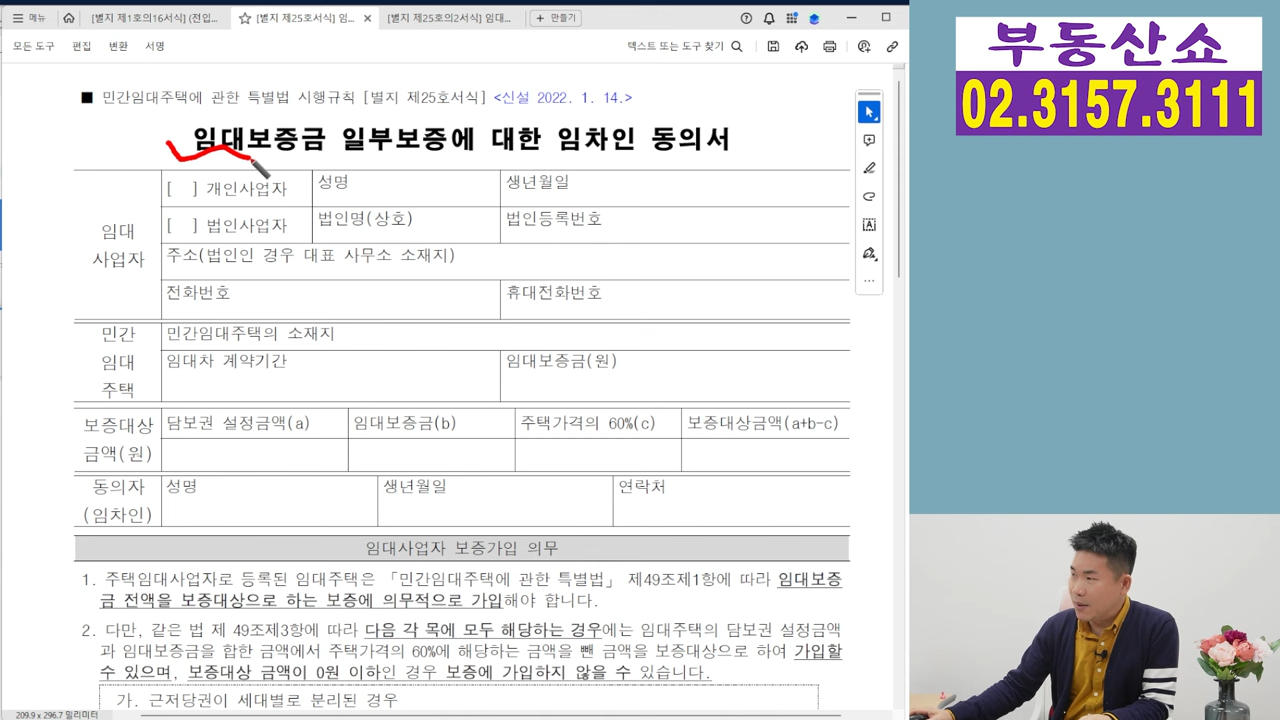 메뉴 [별지 제1호의16서식] (전입... [별지 제25호서식] 임... [별지 제25호의2서식] 임대... + 만들기
모든 도구 편집 변환 서명 텍스트 또는 도구 찾기
부동산쇼
02.3157.3111
■ 민간임대주택에 관한 특별법 시행규칙 [별지 제25호서식] <신설 2022. 1. 14.>
임대보증금 일부보증에 대한 임차인 동의서
임대
사업자
[ ] 개인사업자 성명 생년월일
[ ] 법인사업자 법인명(상호) 법인등록번호
주소(법인인 경우 대표 사무소 소재지)
전화번호 휴대전화번호
민간
임대
주택
민간임대주택의 소재지
임대차 계약기간 임대보증금(원)
보증대상
금액(원)
담보권 설정금액(a) 임대보증금(b) 주택가격의 60%(c) 보증대상금액(a+b-c)
동의자
(임차인)
성명 생년월일 연락처
임대사업자 보증가입 의무
1. 주택임대사업자로 등록된 임대주택은 「민간임대주택에 관한 특별법」 제49조제1항에 따라 임대보증
금 전액을 보증대상으로 하는 보증에 의무적으로 가입해야 합니다.
2. 다만, 같은 법 제 49조제3항에 따라 다음 각 목에 모두 해당하는 경우에는 임대주택의 담보권 설정금액
과 임대보증금을 합한 금액에서 주택가격의 60%에 해당하는 금액을 뺀 금액을 보증대상으로 하여 가입할
수 있으며, 보증대상 금액이 0원 이하인 경우 보증에 가입하지 않을 수 있습니다.
가. 근저당권이 세대별로 분리된 경우
209.9 x 296.7 밀리미터